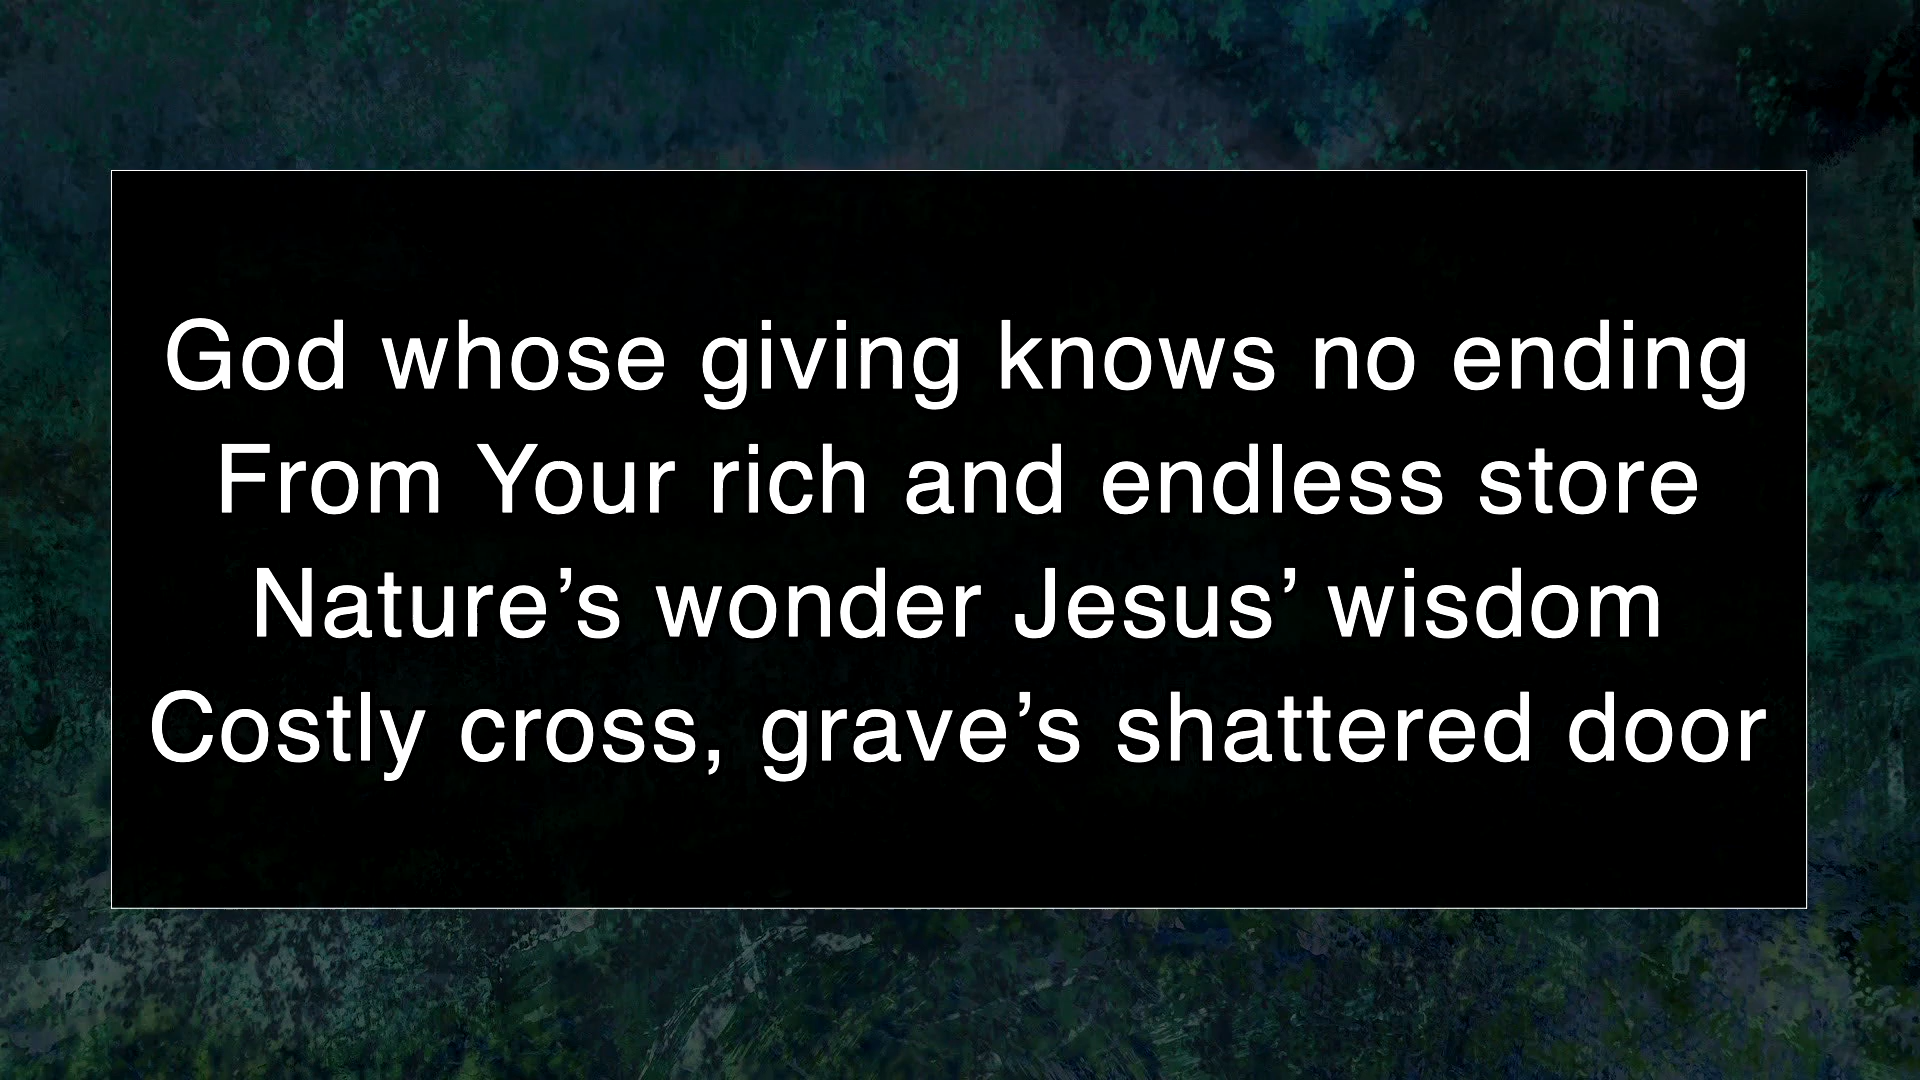 God whose giving knows no ending
From Your rich and endless store
Nature’s wonder Jesus’ wisdom
Costly cross, grave’s shattered door